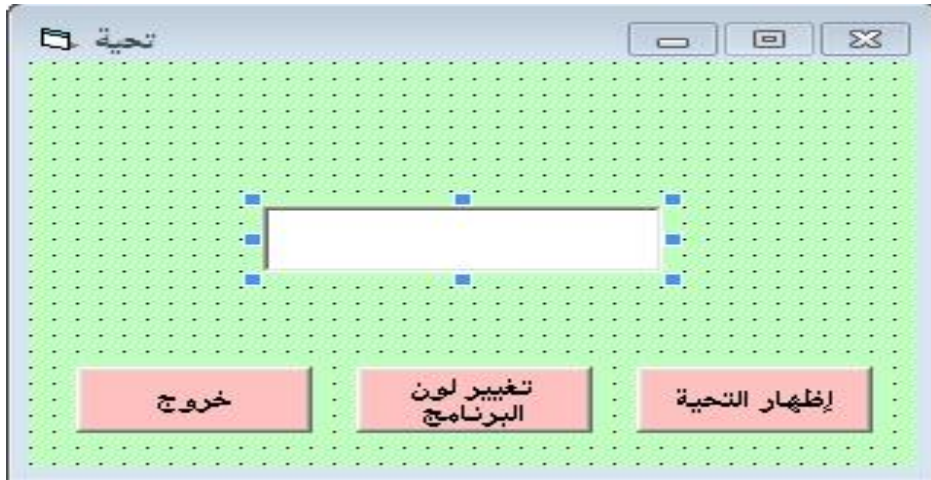 تحية
إظهار التحية
تغيير لون
البرنامج
خروج